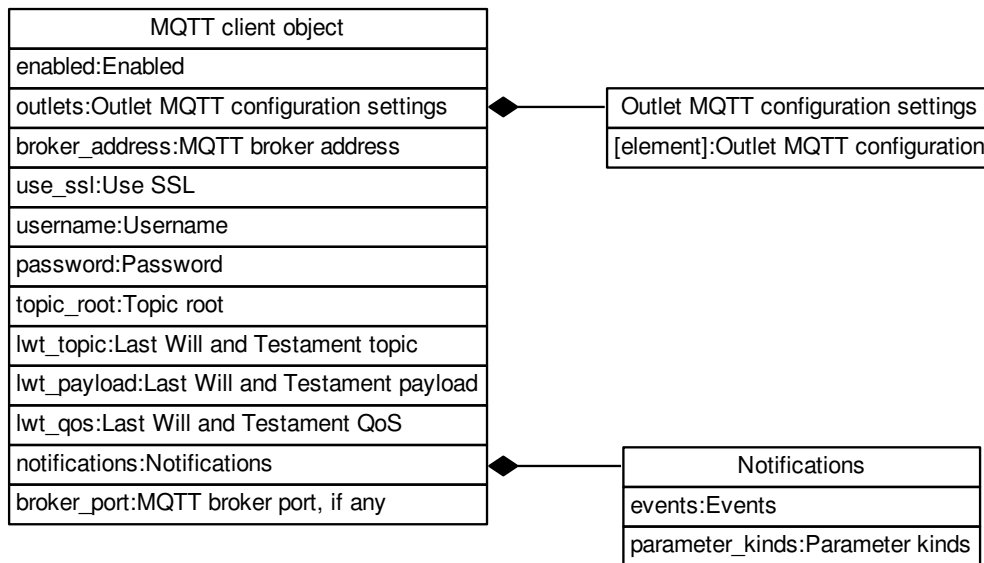 MQTT client object
enabled:Enabled
outlets:Outlet MQTT configuration settings
broker_address:MQTT broker address
use_ssl:Use SSL
username:Username
password:Password
topic_root:Topic root
lwt_topic:Last Will and Testament topic
lwt_payload:Last Will and Testament payload
lwt_qos:Last Will and Testament QoS
notifications:Notifications
broker_port:MQTT broker port, if any
Outlet MQTT configuration settings
[element]:Outlet MQTT configuration
Notifications
events:Events
parameter_kinds:Parameter kinds